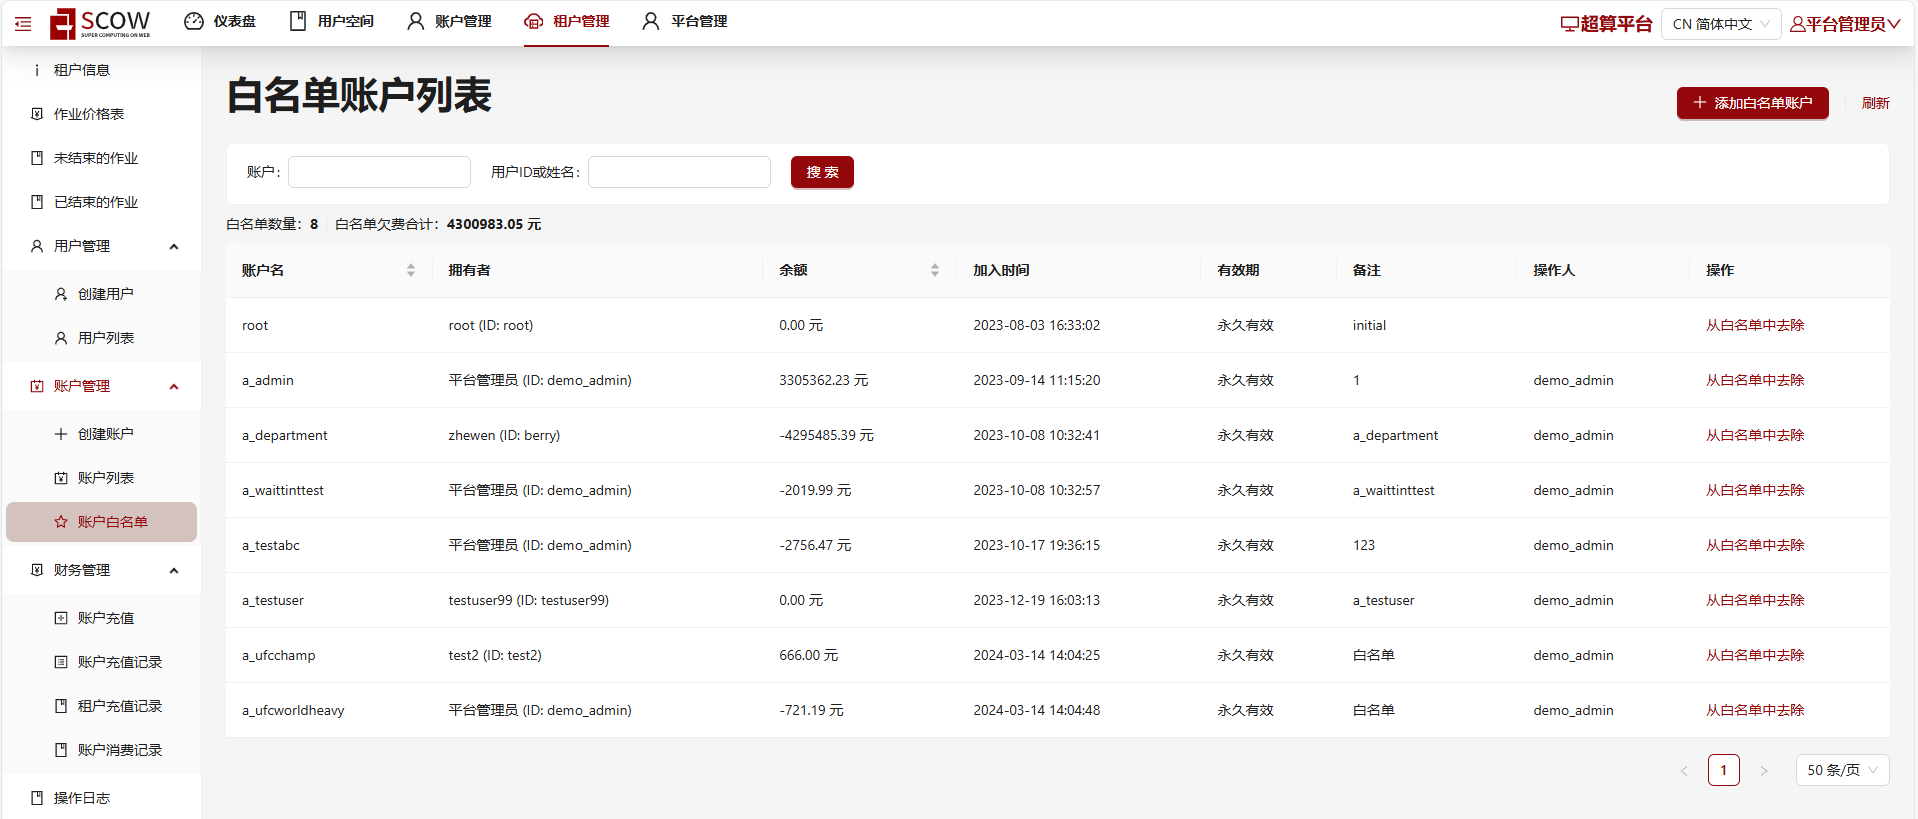 SCOW
SUPER COMPUTING ON WEB
仪表盘
用户空间
账户管理
租户管理
平台管理
超算平台
CN 简体中文
平台管理员
租户信息
作业价格表
未结束的作业
已结束的作业
用户管理
创建用户
用户列表
账户管理
创建账户
账户列表
账户白名单
财务管理
账户充值
账户充值记录
租户充值记录
账户消费记录
操作日志
白名单账户列表
添加白名单账户
刷新
账户:
用户ID或姓名:
搜 索
白名单数量: 8
白名单欠费合计: 4300983.05 元
账户名 拥有者 余额 加入时间 有效期 备注 操作人 操作
root root (ID: root) 0.00 元 2023-08-03 16:33:02 永久有效 initial 从白名单中去除
a_admin 平台管理员 (ID: demo_admin) 3305362.23 元 2023-09-14 11:15:20 永久有效 1 demo_admin 从白名单中去除
a_department zhewen (ID: berry) -4295485.39 元 2023-10-08 10:32:41 永久有效 a_department demo_admin 从白名单中去除
a_waittinttest 平台管理员 (ID: demo_admin) -2019.99 元 2023-10-08 10:32:57 永久有效 a_waittinttest demo_admin 从白名单中去除
a_testabc 平台管理员 (ID: demo_admin) -2756.47 元 2023-10-17 19:36:15 永久有效 123 demo_admin 从白名单中去除
a_testuser testuser99 (ID: testuser99) 0.00 元 2023-12-19 16:03:13 永久有效 a_testuser demo_admin 从白名单中去除
a_ufcchamp test2 (ID: test2) 666.00 元 2024-03-14 14:04:25 永久有效 白名单 demo_admin 从白名单中去除
a_ufcworldheavy 平台管理员 (ID: demo_admin) -721.19 元 2024-03-14 14:04:48 永久有效 白名单 demo_admin 从白名单中去除
< 1 > 50 条/页